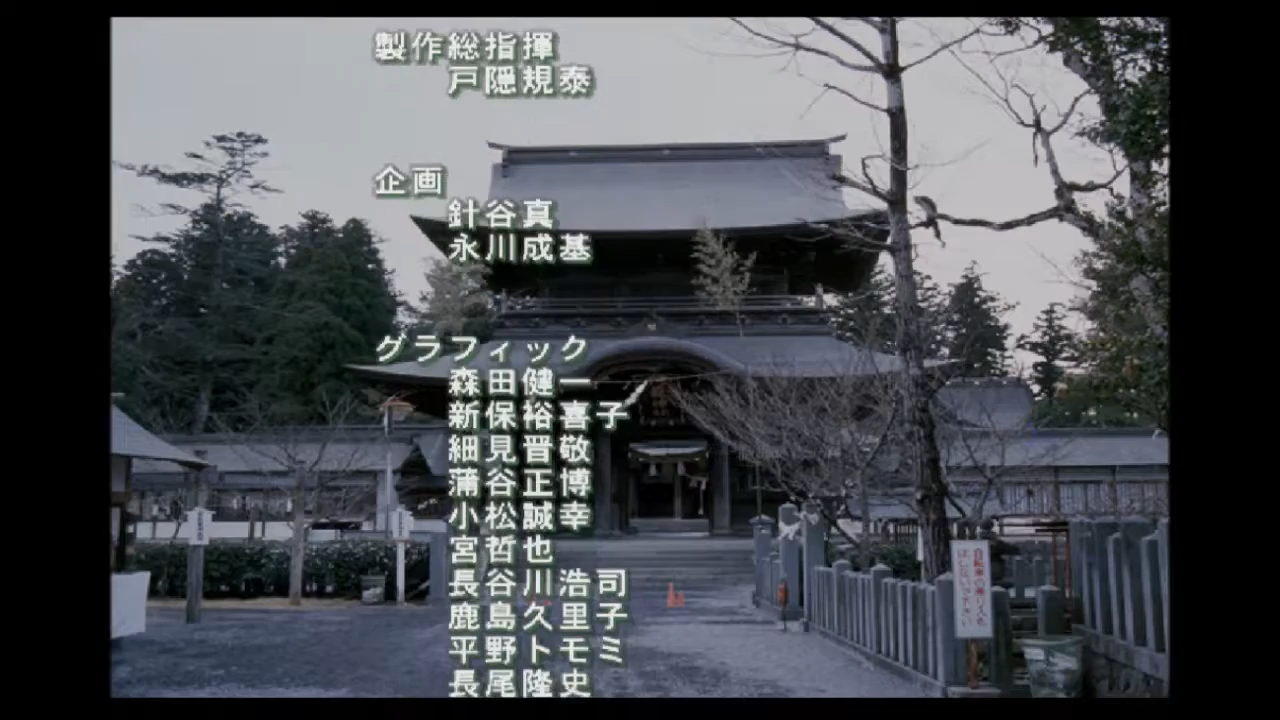 製作総指揮
戸隠規泰
企画
針谷真
永川成基
グラフィック
森田健一
新保裕喜子
細見晋敬
蒲谷正博
小松誠幸
宮哲也
長谷川浩司
鹿島久里子
平野トモミ
長尾隆史